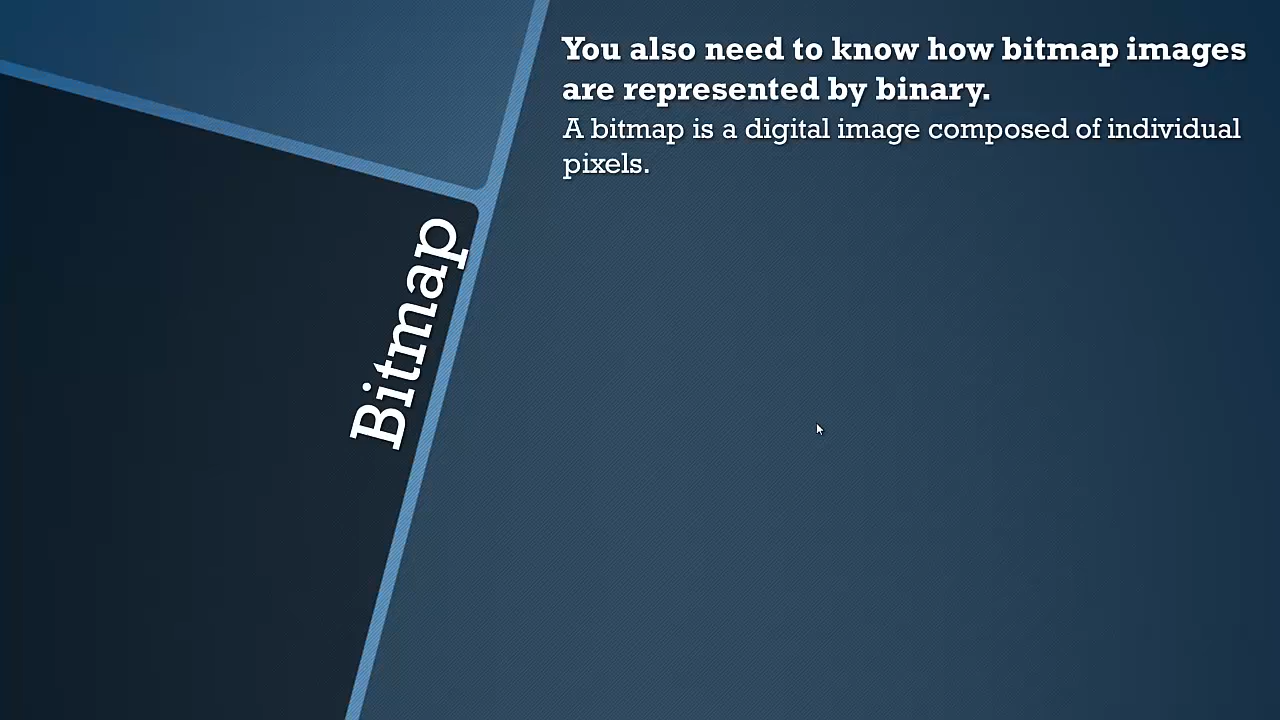 You also need to know how bitmap images
are represented by binary.
A bitmap is a digital image composed of individual
pixels.
Bitmap